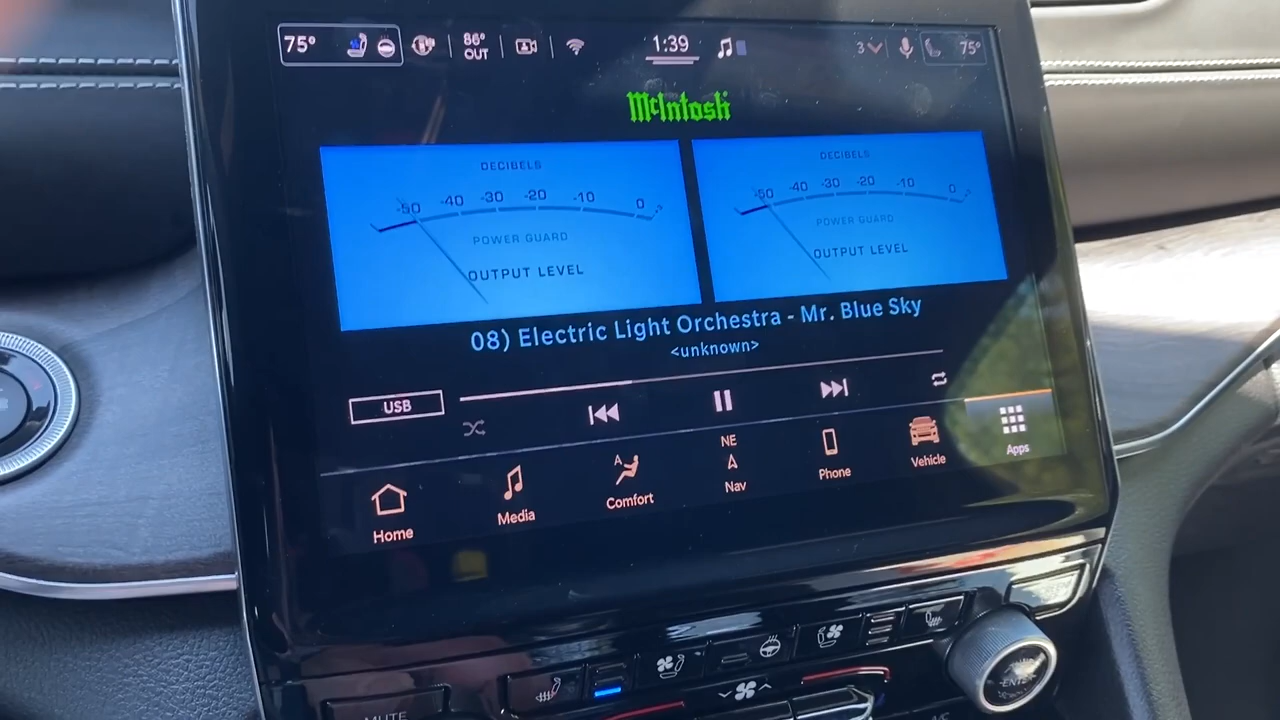 75° 86° OUT 1:39 3 75°
McIntosh
DECIBELS
-50 -40 -30 -20 -10 0
POWER GUARD
OUTPUT LEVEL
DECIBELS
-50 -40 -30 -20 -10 0
POWER GUARD
OUTPUT LEVEL
08) Electric Light Orchestra - Mr. Blue Sky
<unknown>
USB
Home
Media
A
Comfort
NE
Nav
Phone
Vehicle
Apps
MUTE
ENTER
A/C